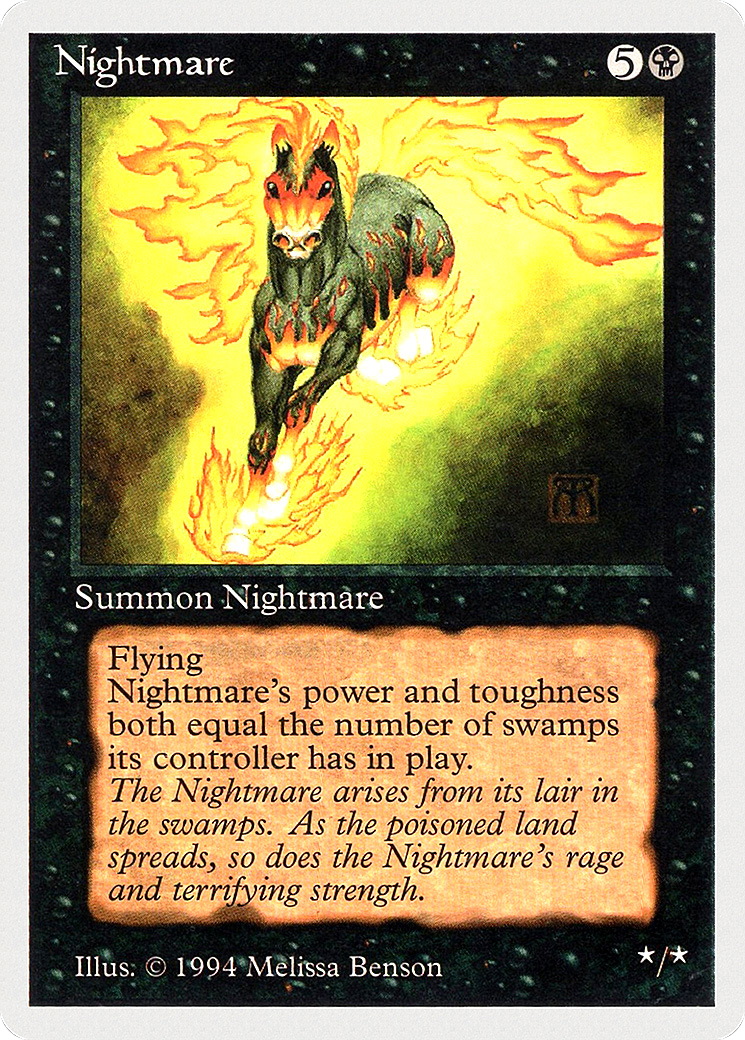 Nightmare 5
Summon Nightmare
Flying
Nightmare's power and toughness
both equal the number of swamps
its controller has in play.
The Nightmare arises from its lair in
the swamps. As the poisoned land
spreads, so does the Nightmare's rage
and terrifying strength.
Illus. © 1994 Melissa Benson
★/★